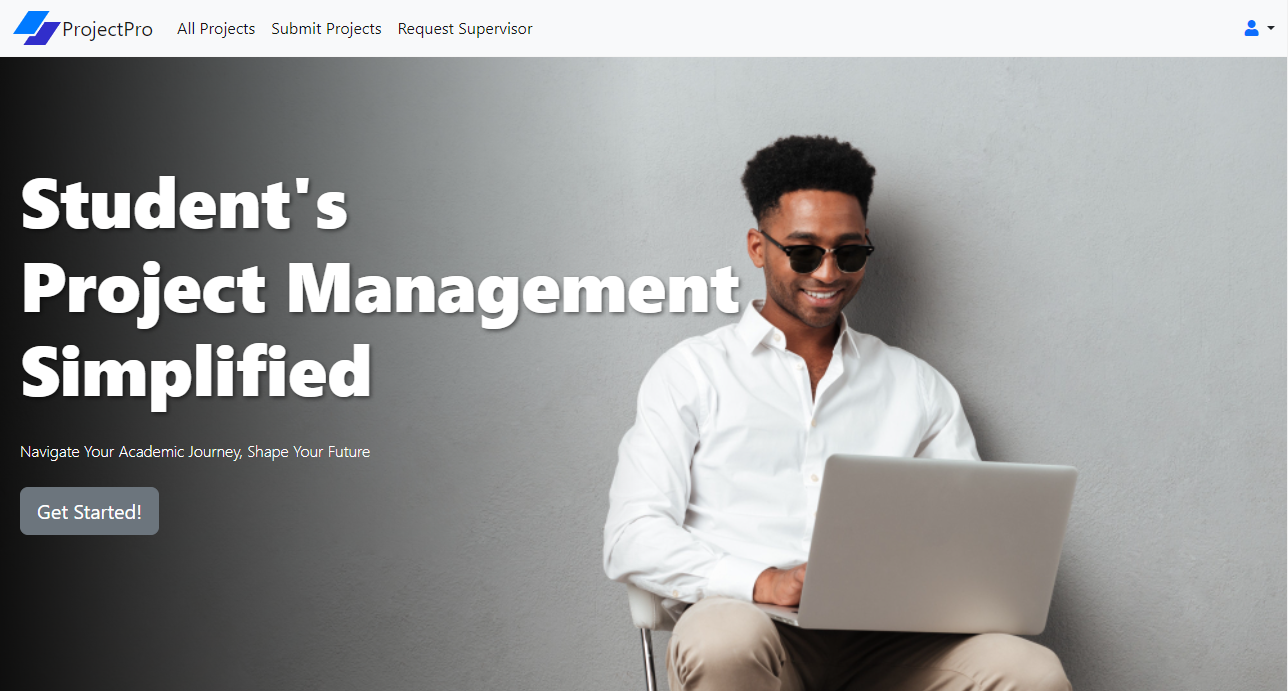 ProjectPro
All Projects
Submit Projects
Request Supervisor
Student's
Project Management
Simplified
Navigate Your Academic Journey, Shape Your Future
Get Started!